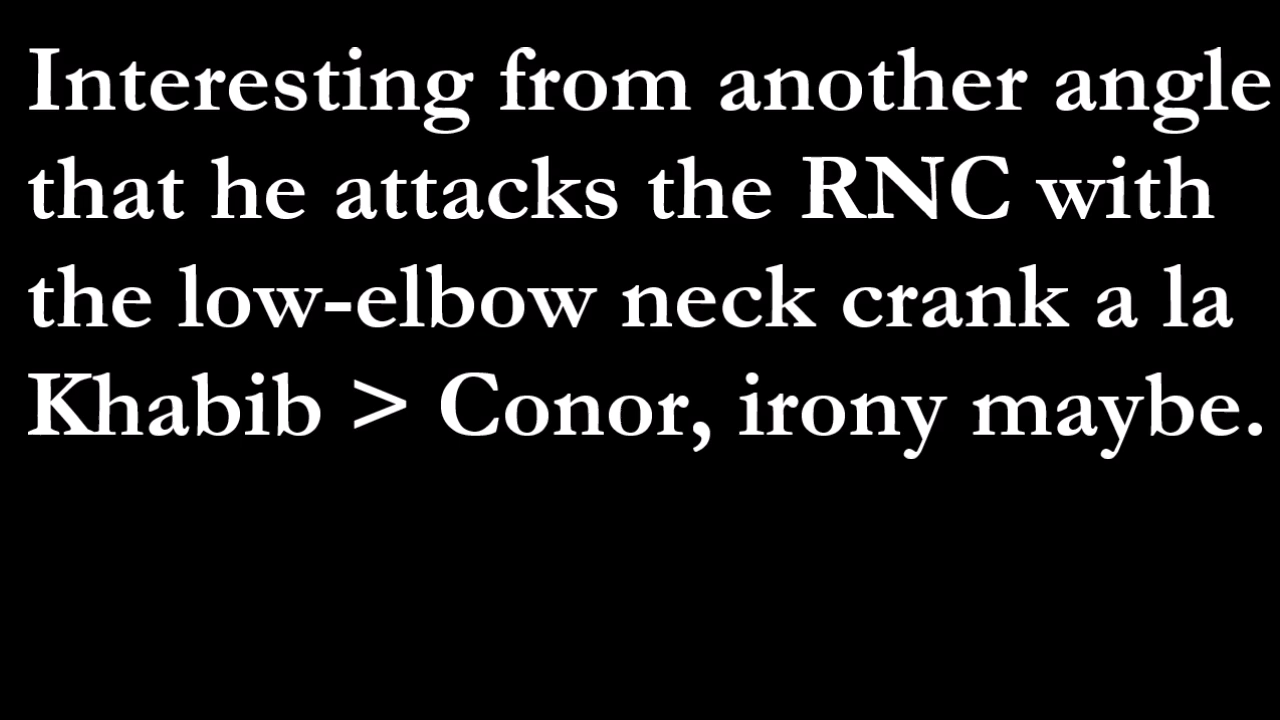 Interesting from another angle
that he attacks the RNC with
the low-elbow neck crank a la
Khabib > Conor, irony maybe.